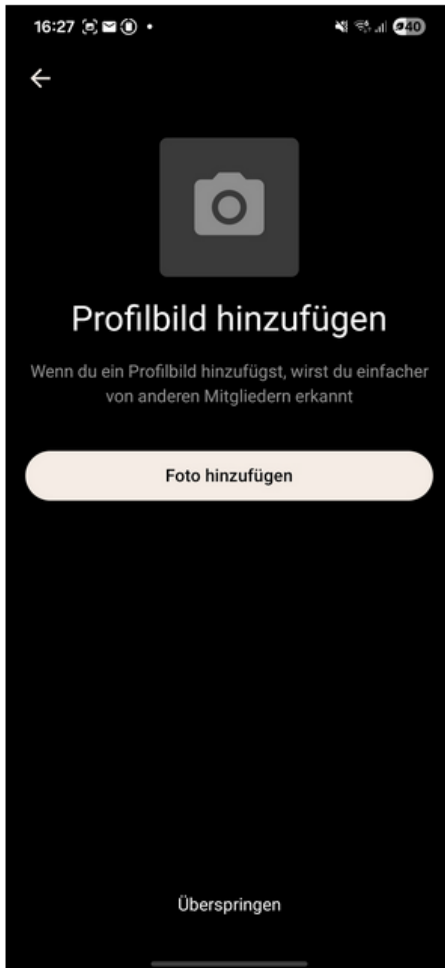 16:27
40
Profilbild hinzufügen
Wenn du ein Profilbild hinzufügst, wirst du einfacher
von anderen Mitgliedern erkannt
Foto hinzufügen
Überspringen